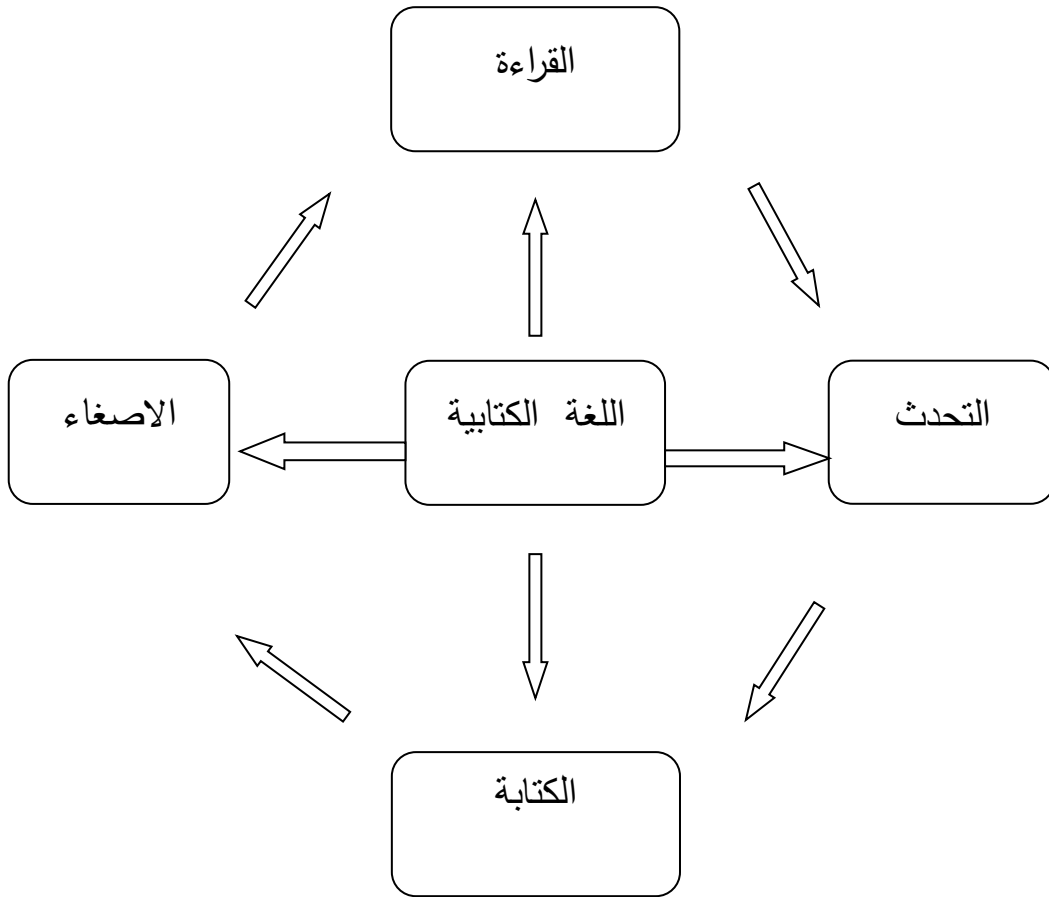 القراءة
التحدث
اللغة الكتابية
الاصغاء
الكتابة